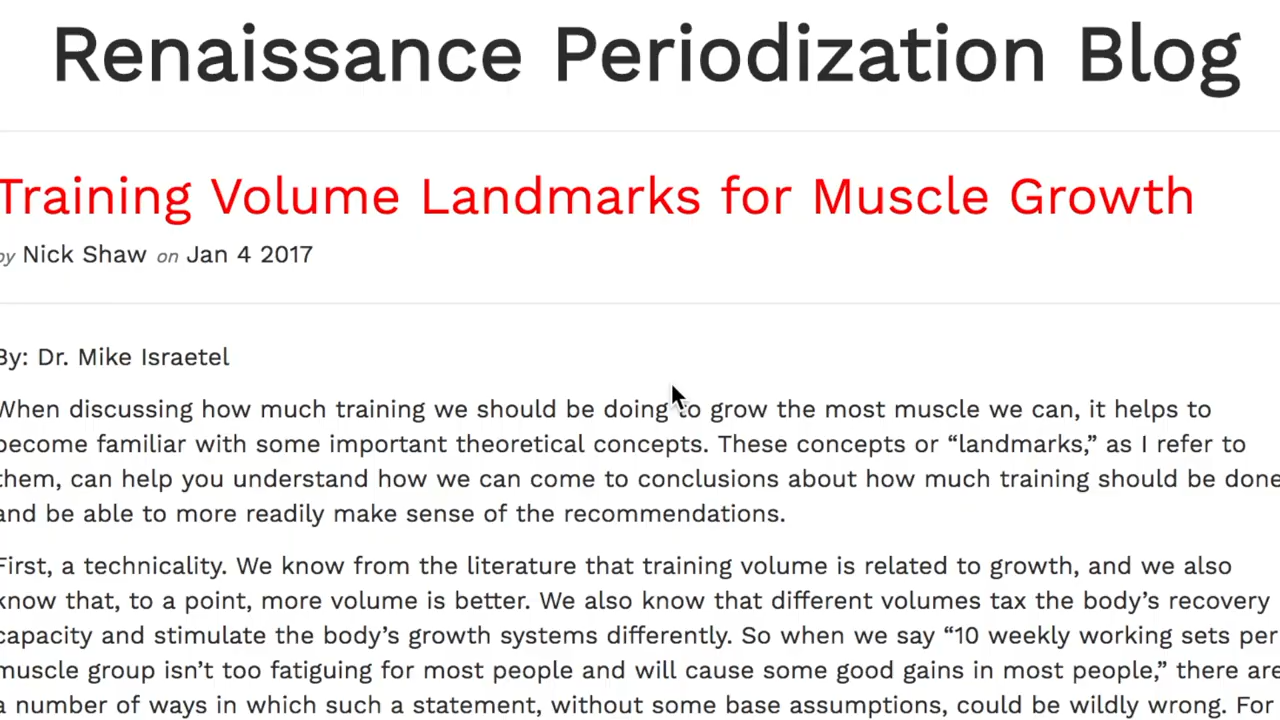 Renaissance Periodization Blog
Training Volume Landmarks for Muscle Growth
by Nick Shaw on Jan 4 2017
By: Dr. Mike Israetel
When discussing how much training we should be doing to grow the most muscle we can, it helps to
become familiar with some important theoretical concepts. These concepts or “landmarks,” as I refer to
them, can help you understand how we can come to conclusions about how much training should be done
and be able to more readily make sense of the recommendations.
First, a technicality. We know from the literature that training volume is related to growth, and we also
know that, to a point, more volume is better. We also know that different volumes tax the body’s recovery
capacity and stimulate the body’s growth systems differently. So when we say “10 weekly working sets per
muscle group isn’t too fatiguing for most people and will cause some good gains in most people,” there are
a number of ways in which such a statement, without some base assumptions, could be wildly wrong. For